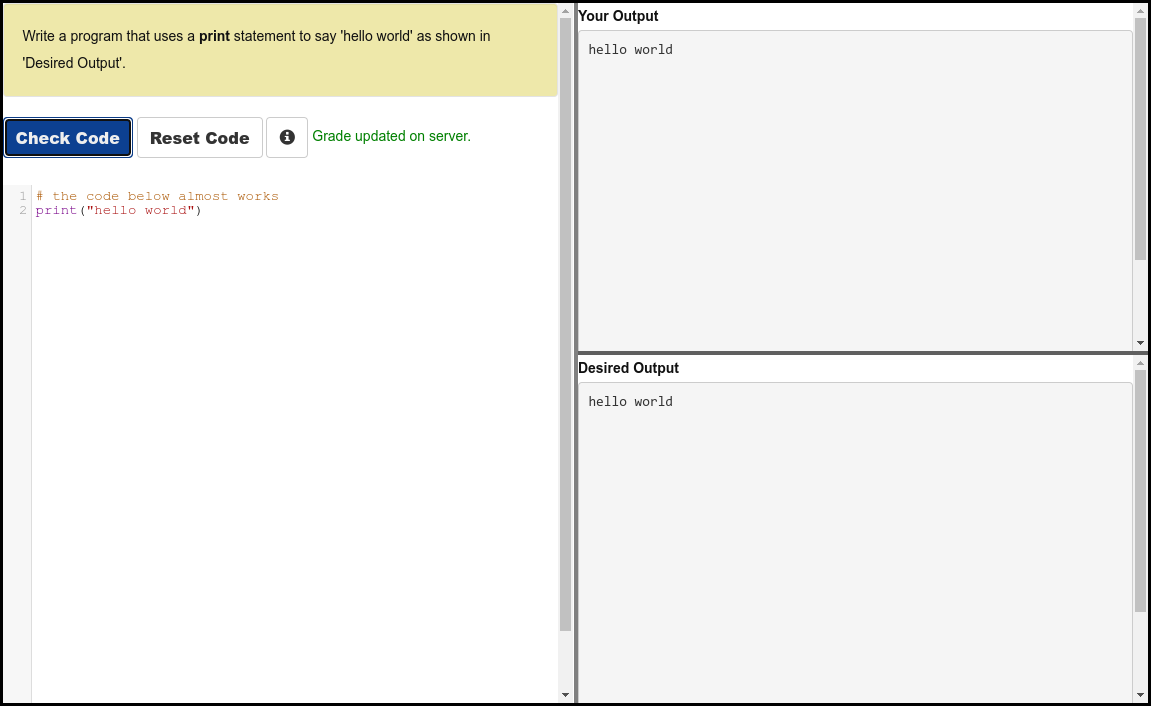 Write a program that uses a print statement to say 'hello world' as shown in
'Desired Output'.
Check Code Reset Code Grade updated on server.
1 # the code below almost works
2 print("hello world")
Your Output
hello world
Desired Output
hello world